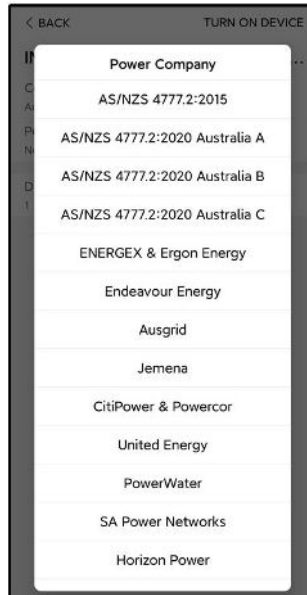 < BACK TURN ON DEVICE
Power Company
AS/NZS 4777.2:2015
AS/NZS 4777.2:2020 Australia A
AS/NZS 4777.2:2020 Australia B
AS/NZS 4777.2:2020 Australia C
ENERGEX & Ergon Energy
Endeavour Energy
Ausgrid
Jemena
CitiPower & Powercor
United Energy
PowerWater
SA Power Networks
Horizon Power